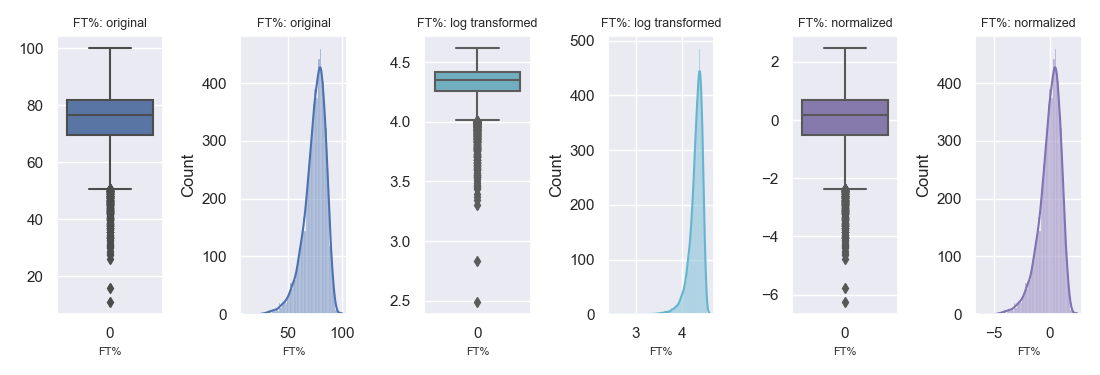 FT%: original
100
80
60
40
20
0
FT%
FT%: original
Count
400
300
200
100
0
50
100
FT%
FT%: log transformed
4.5
4.0
3.5
3.0
2.5
0
FT%
FT%: log transformed
Count
500
400
300
200
100
0
3
4
FT%
FT%: normalized
2
0
−2
−4
−6
0
FT%
FT%: normalized
Count
400
300
200
100
0
−5
0
FT%